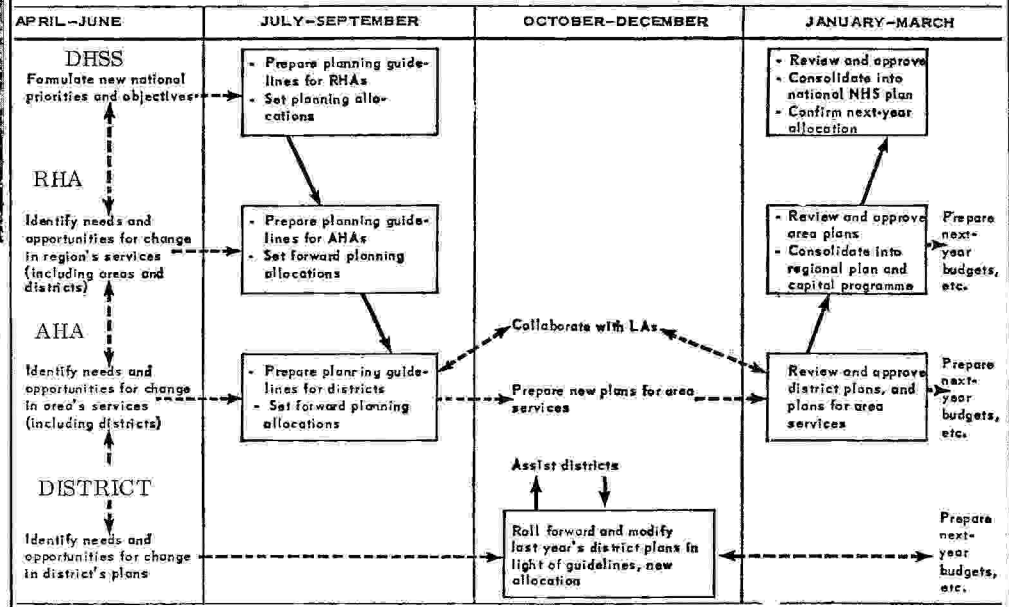 APRIL–JUNE
JULY–SEPTEMBER
OCTOBER–DECEMBER
JANUARY–MARCH
DHSS
Formulate new national
priorities and objectives
- Prepare planning guide-
lines for RHAs
- Set planning allo-
cations
- Review and approve
- Consolidate into
national NHS plan
- Confirm next-year
allocation
RHA
Identify needs and
opportunities for change
in region's services
(including areas and
districts)
- Prepare planning guide-
lines for AHAs
- Set forward planning
allocations
- Review and approve
area plans
- Consolidate into
regional plan and
capital programme
Prepare
next-
year
budgets,
etc.
AHA
Identify needs and
opportunities for change
in area's services
(including districts)
- Prepare planning guide-
lines for districts
- Set forward planning
allocations
Collaborate with LAs
Prepare new plans for area
services
Review and approve
district plans, and
plans for area
services
Prepare
next-
year
budgets,
etc.
DISTRICT
Identify needs and
opportunities for change
in district's plans
Assist districts
Roll forward and modify
last year's district plans in
light of guidelines, new
allocation
Prepare
next-
year
budgets,
etc.